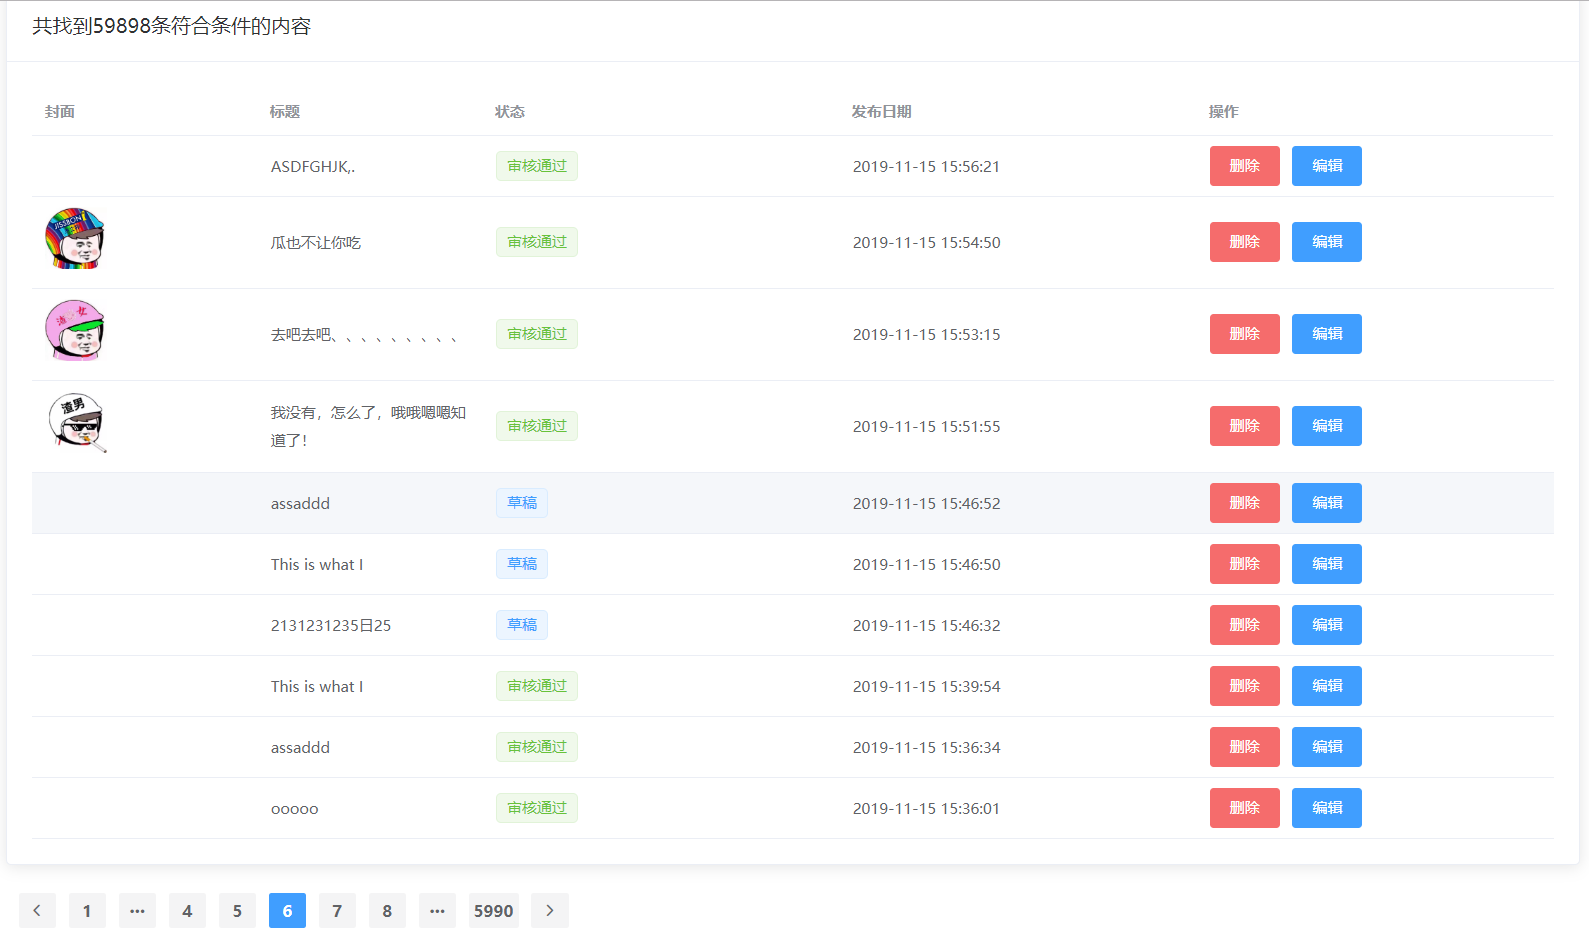 共找到59898条符合条件的内容
封面 标题 状态 发布日期 操作
ASDFGHJK,. 审核通过 2019-11-15 15:56:21 删除 编辑
JISSBON
瓜也不让你吃 审核通过 2019-11-15 15:54:50 删除 编辑
渣女
去吧去吧、、、、、、、、、 审核通过 2019-11-15 15:53:15 删除 编辑
渣男
我没有，怎么了，哦哦嗯嗯知
道了！ 审核通过 2019-11-15 15:51:55 删除 编辑
assaddd 草稿 2019-11-15 15:46:52 删除 编辑
This is what I 草稿 2019-11-15 15:46:50 删除 编辑
2131231235日25 草稿 2019-11-15 15:46:32 删除 编辑
This is what I 审核通过 2019-11-15 15:39:54 删除 编辑
assaddd 审核通过 2019-11-15 15:36:34 删除 编辑
ooooo 审核通过 2019-11-15 15:36:01 删除 编辑
1 ··· 4 5 6 7 8 ··· 5990